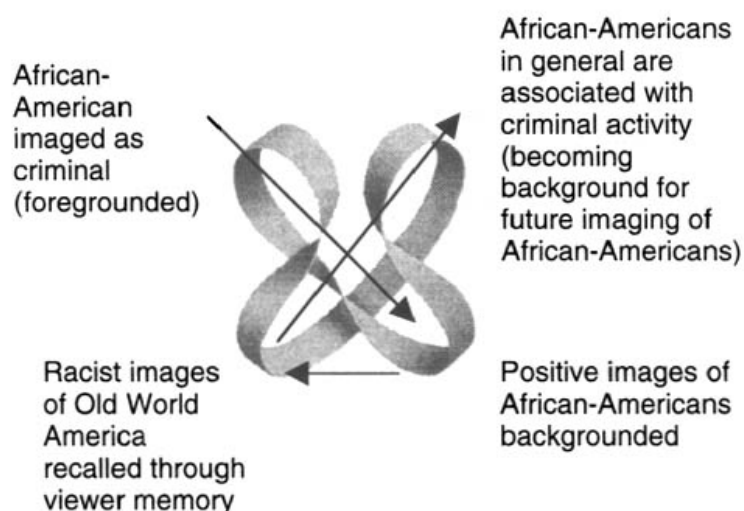 African-
American
imaged as
criminal
(foregrounded)
African-Americans
in general are
associated with
criminal activity
(becoming
background for
future imaging of
African-Americans)
Racist images
of Old World
America
recalled through
viewer memory
Positive images of
African-Americans
backgrounded